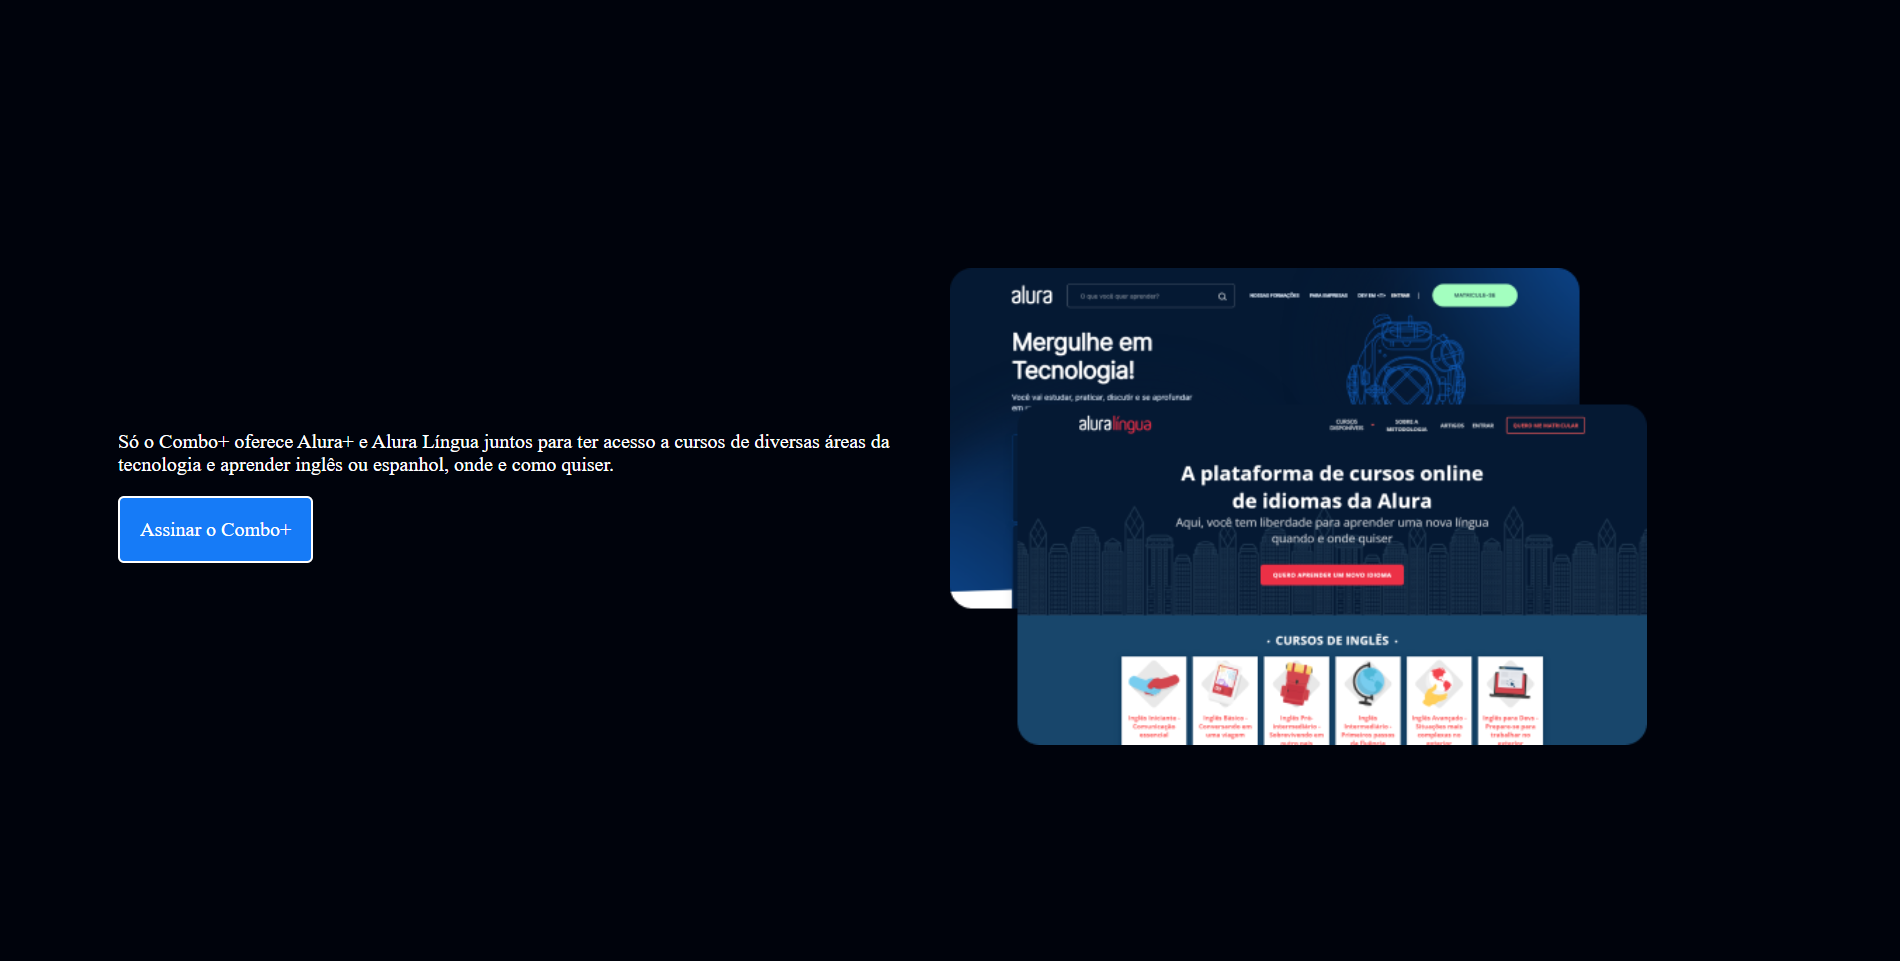 Só o Combo+ oferece Alura+ e Alura Língua juntos para ter acesso a cursos de diversas áreas da
tecnologia e aprender inglês ou espanhol, onde e como quiser.
Assinar o Combo+
alura
O que você quer aprender?
NOSSAS FORMAÇÕES PARA EMPRESAS DEV EM <T> ENTRAR | MATRICULE-SE
Mergulhe em
Tecnologia!
Você vai estudar, praticar, discutir e se aprofundar
em
aluralíngua
CURSOS
DISPONÍVEIS
SOBRE A
METODOLOGIA
ARTIGOS ENTRAR QUERO ME MATRICULAR
A plataforma de cursos online
de idiomas da Alura
Aqui, você tem liberdade para aprender uma nova língua
quando e onde quiser
QUERO APRENDER UM NOVO IDIOMA
· CURSOS DE INGLÊS ·
Inglês Iniciante -
Comunicação
essencial
Inglês Básico -
Conversando em
uma viagem
Inglês Pré-
Intermediário -
Sobrevivendo em
outro país
Inglês
Intermediário -
Primeiros passos
da fluência
Inglês Avançado -
Situações mais
complexas no
exterior
Inglês para Devs -
Prepare-se para
trabalhar no
exterior